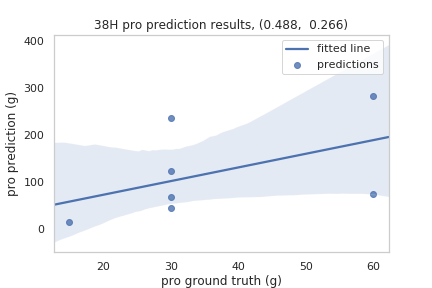 38H pro prediction results, (0.488,  0.266)
400
300
200
100
0
pro prediction (g)
fitted line
predictions
20
30
40
50
60
pro ground truth (g)